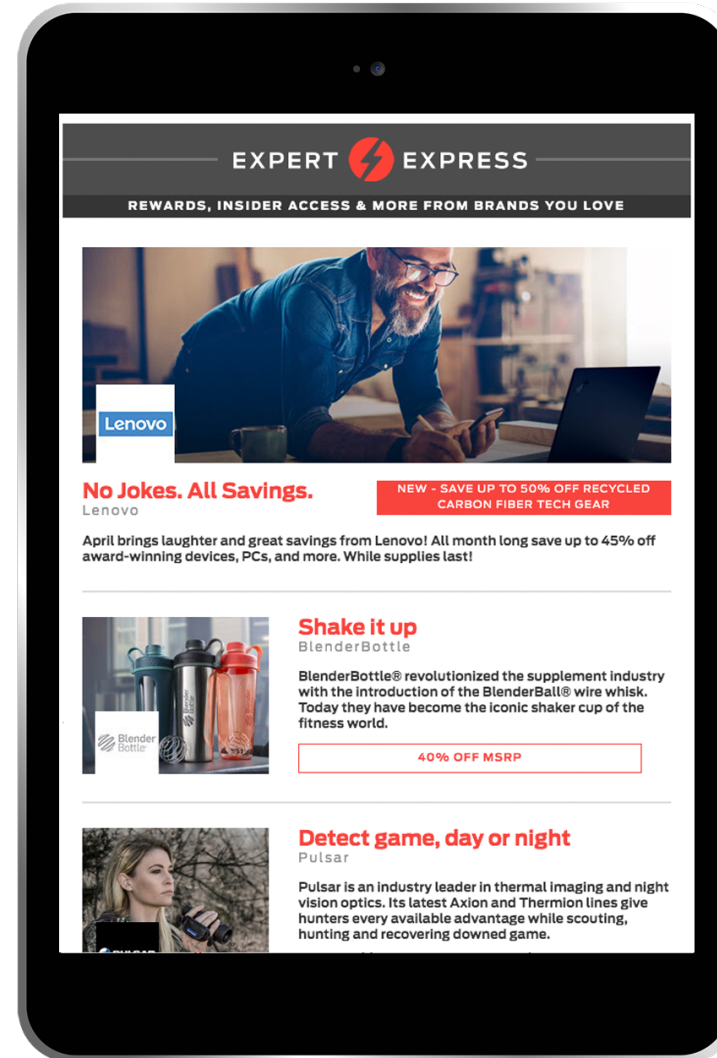 EXPERT EXPRESS
REWARDS, INSIDER ACCESS & MORE FROM BRANDS YOU LOVE
Lenovo
No Jokes. All Savings.
Lenovo
NEW - SAVE UP TO 50% OFF RECYCLED
CARBON FIBER TECH GEAR
April brings laughter and great savings from Lenovo! All month long save up to 45% off
award-winning devices, PCs, and more. While supplies last!
Blender
Bottle
Blender
Bottle
Shake it up
BlenderBottle
BlenderBottle® revolutionized the supplement industry
with the introduction of the BlenderBall® wire whisk.
Today they have become the iconic shaker cup of the
fitness world.
40% OFF MSRP
PULSAR
Detect game, day or night
Pulsar
Pulsar is an industry leader in thermal imaging and night
vision optics. Its latest Axion and Thermion lines give
hunters every available advantage while scouting,
hunting and recovering downed game.